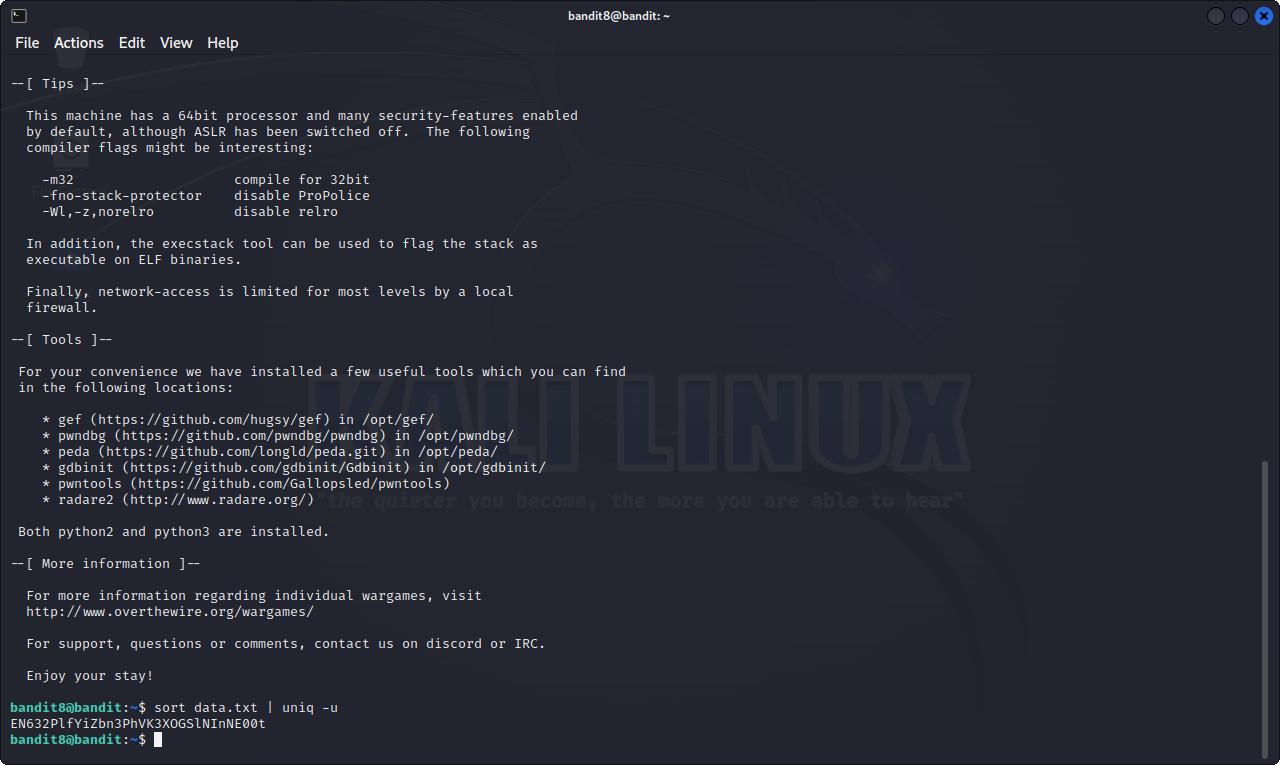 bandit8@bandit: ~
File Actions Edit View Help
--[ Tips ]--
This machine has a 64bit processor and many security-features enabled
by default, although ASLR has been switched off. The following
compiler flags might be interesting:
-m32 compile for 32bit
-fno-stack-protector disable ProPolice
-Wl,-z,norelro disable relro
In addition, the execstack tool can be used to flag the stack as
executable on ELF binaries.
Finally, network-access is limited for most levels by a local
firewall.
--[ Tools ]--
For your convenience we have installed a few useful tools which you can find
in the following locations:
KALI LINUX
* gef (https://github.com/hugsy/gef) in /opt/gef/
* pwndbg (https://github.com/pwndbg/pwndbg) in /opt/pwndbg/
* peda (https://github.com/longld/peda.git) in /opt/peda/
* gdbinit (https://github.com/gdbinit/Gdbinit) in /opt/gdbinit/
* pwntools (https://github.com/Gallopsled/pwntools)
* radare2 (http://www.radare.org/)
"the quieter you become, the more you are able to hear"
Both python2 and python3 are installed.
--[ More information ]--
For more information regarding individual wargames, visit
http://www.overthewire.org/wargames/
For support, questions or comments, contact us on discord or IRC.
Enjoy your stay!
bandit8@bandit:~$ sort data.txt | uniq -u
EN632PlfYiZbn3PhVK3XOGSlNInNE00t
bandit8@bandit:~$